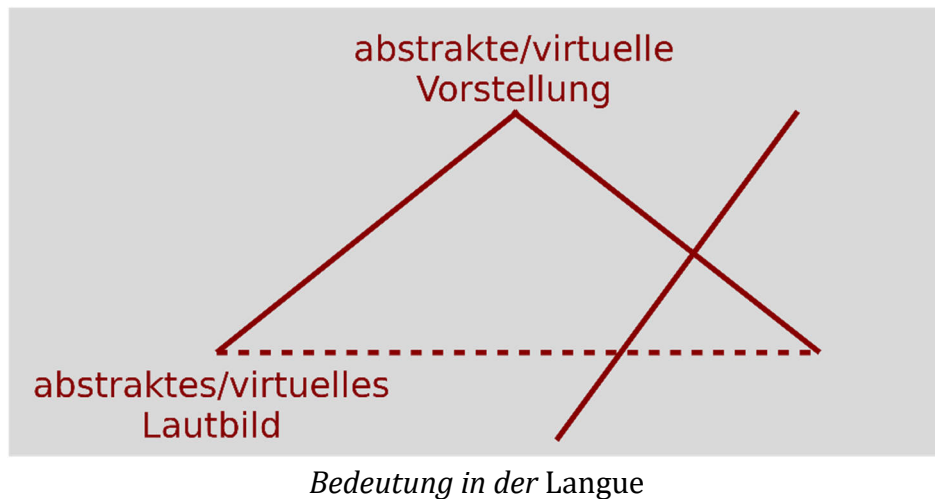 abstrakte/virtuelle
Vorstellung
abstraktes/virtuelles
Lautbild
Bedeutung in der Langue